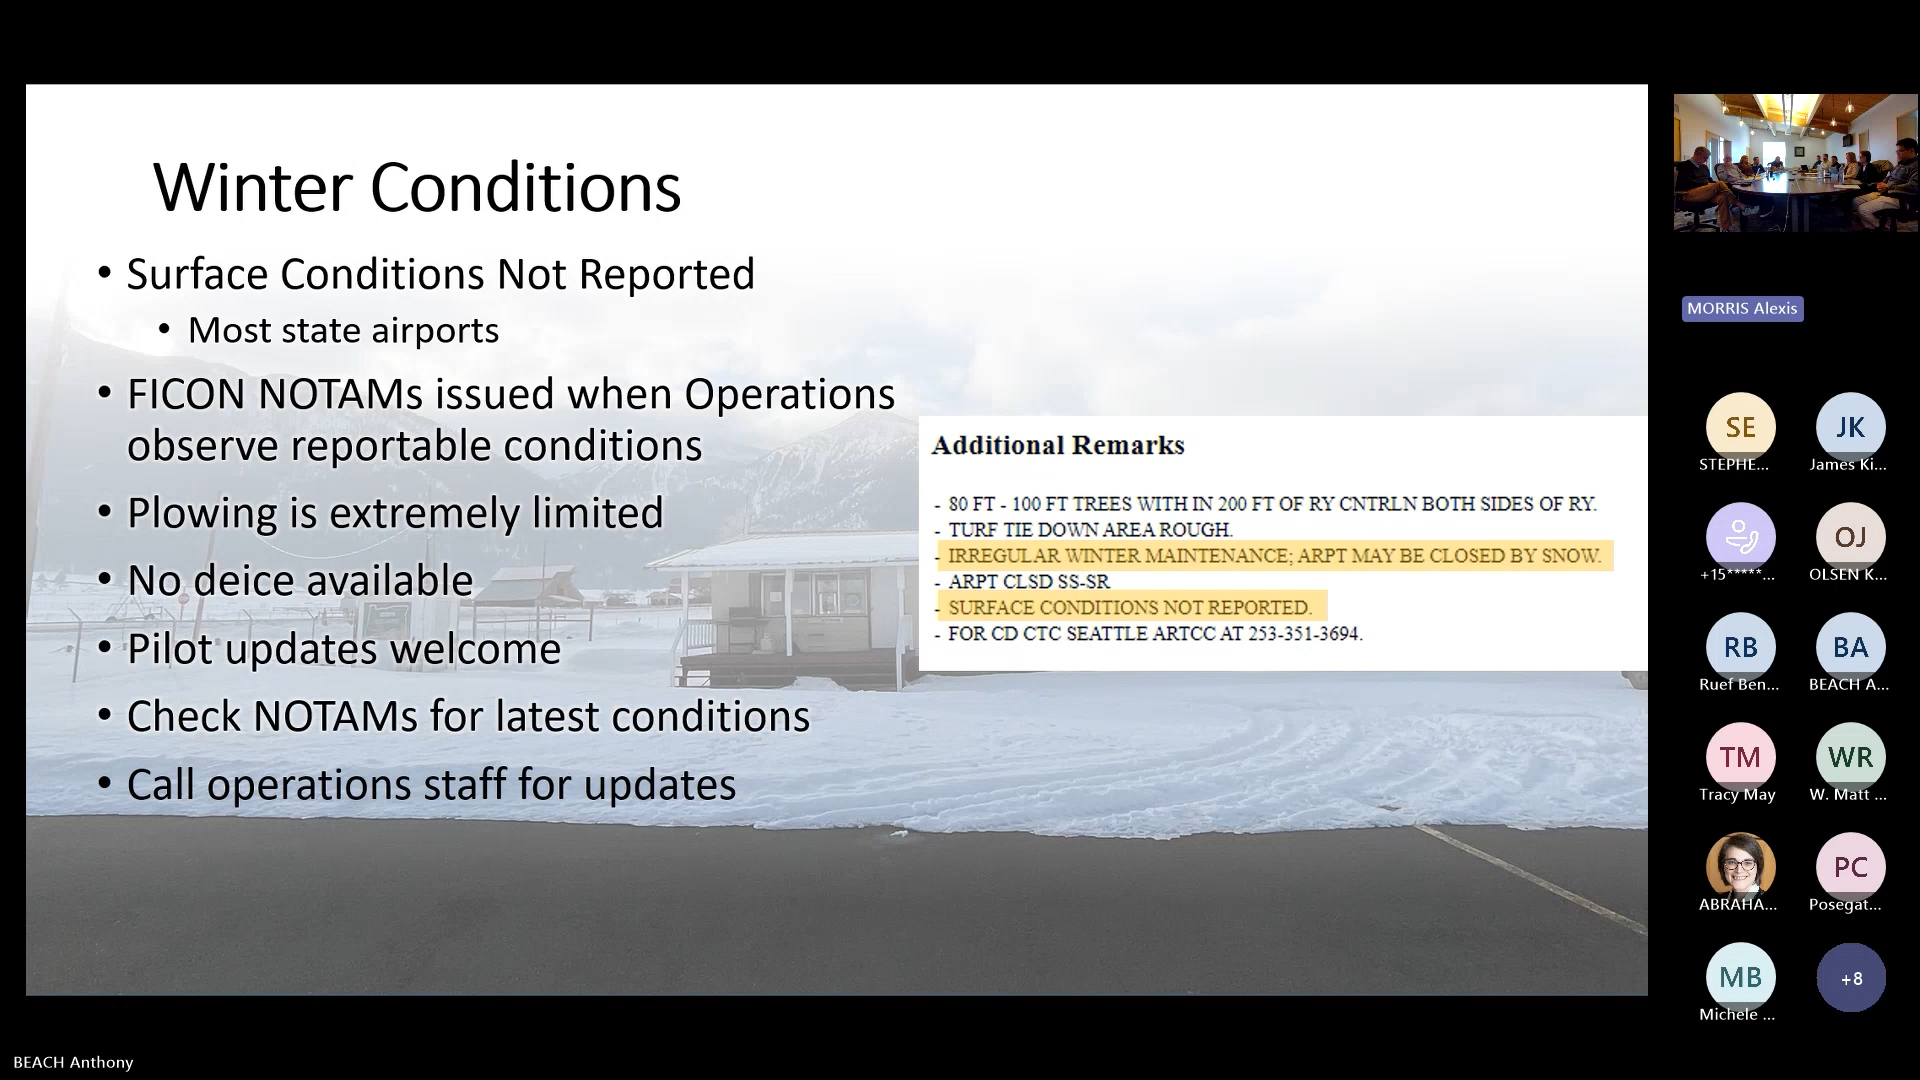 Winter Conditions
• Surface Conditions Not Reported
• Most state airports
• FICON NOTAMs issued when Operations
observe reportable conditions
• Plowing is extremely limited
• No deice available
• Pilot updates welcome
• Check NOTAMs for latest conditions
• Call operations staff for updates
Additional Remarks
- 80 FT - 100 FT TREES WITH IN 200 FT OF RY CNTRLN BOTH SIDES OF RY.
- TURF TIE DOWN AREA ROUGH.
- IRREGULAR WINTER MAINTENANCE; ARPT MAY BE CLOSED BY SNOW.
- ARPT CLSD SS-SR
- SURFACE CONDITIONS NOT REPORTED.
- FOR CD CTC SEATTLE ARTCC AT 253-351-3694.
MORRIS Alexis
SE
STEPHE...
JK
James Ki...
+15*****...
OJ
OLSEN K...
RB
Ruef Ben...
BA
BEACH A...
TM
Tracy May
WR
W. Matt ...
ABRAHA...
PC
Posegat...
MB
Michele ...
+8
BEACH Anthony